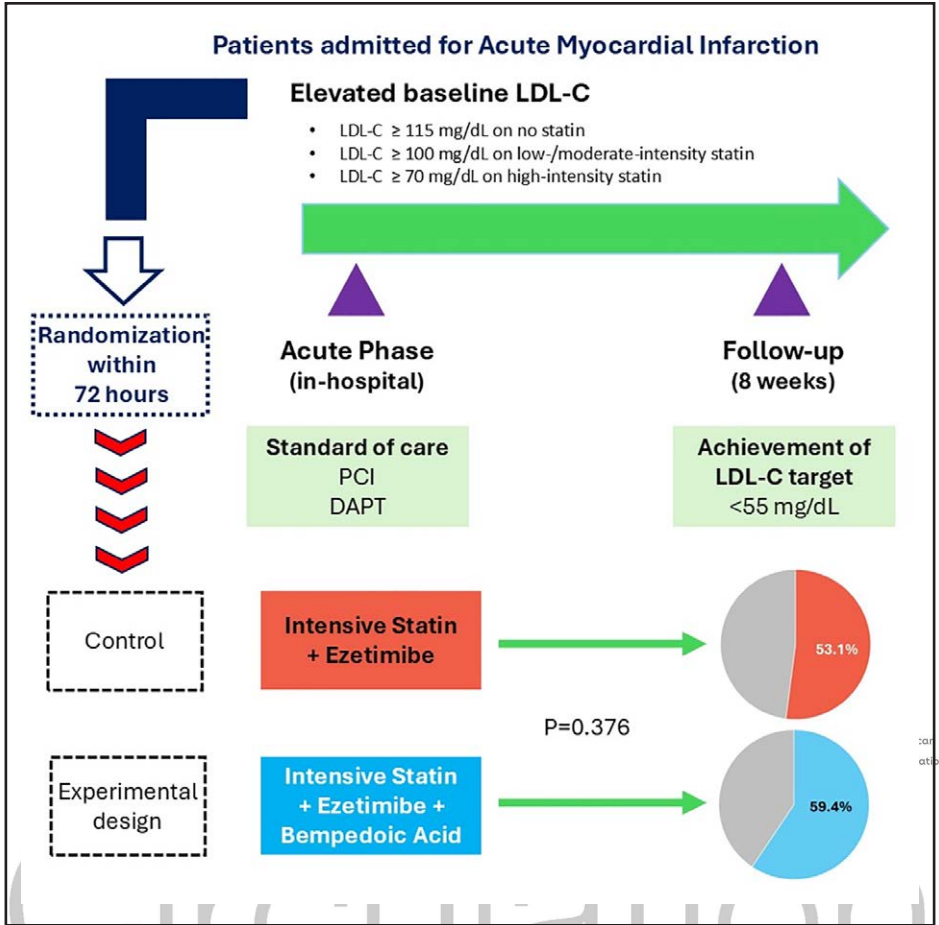 Patients admitted for Acute Myocardial Infarction
Elevated baseline LDL-C
• LDL-C ≥ 115 mg/dL on no statin
• LDL-C ≥ 100 mg/dL on low-/moderate-intensity statin
• LDL-C ≥ 70 mg/dL on high-intensity statin
Randomization
within
72 hours
Acute Phase
(in-hospital)
Follow-up
(8 weeks)
Standard of care
PCI
DAPT
Achievement of
LDL-C target
<55 mg/dL
Control
Intensive Statin
+ Ezetimibe
53.1%
P=0.376
Experimental
design
Intensive Statin
+ Ezetimibe +
Bempedoic Acid
59.4%